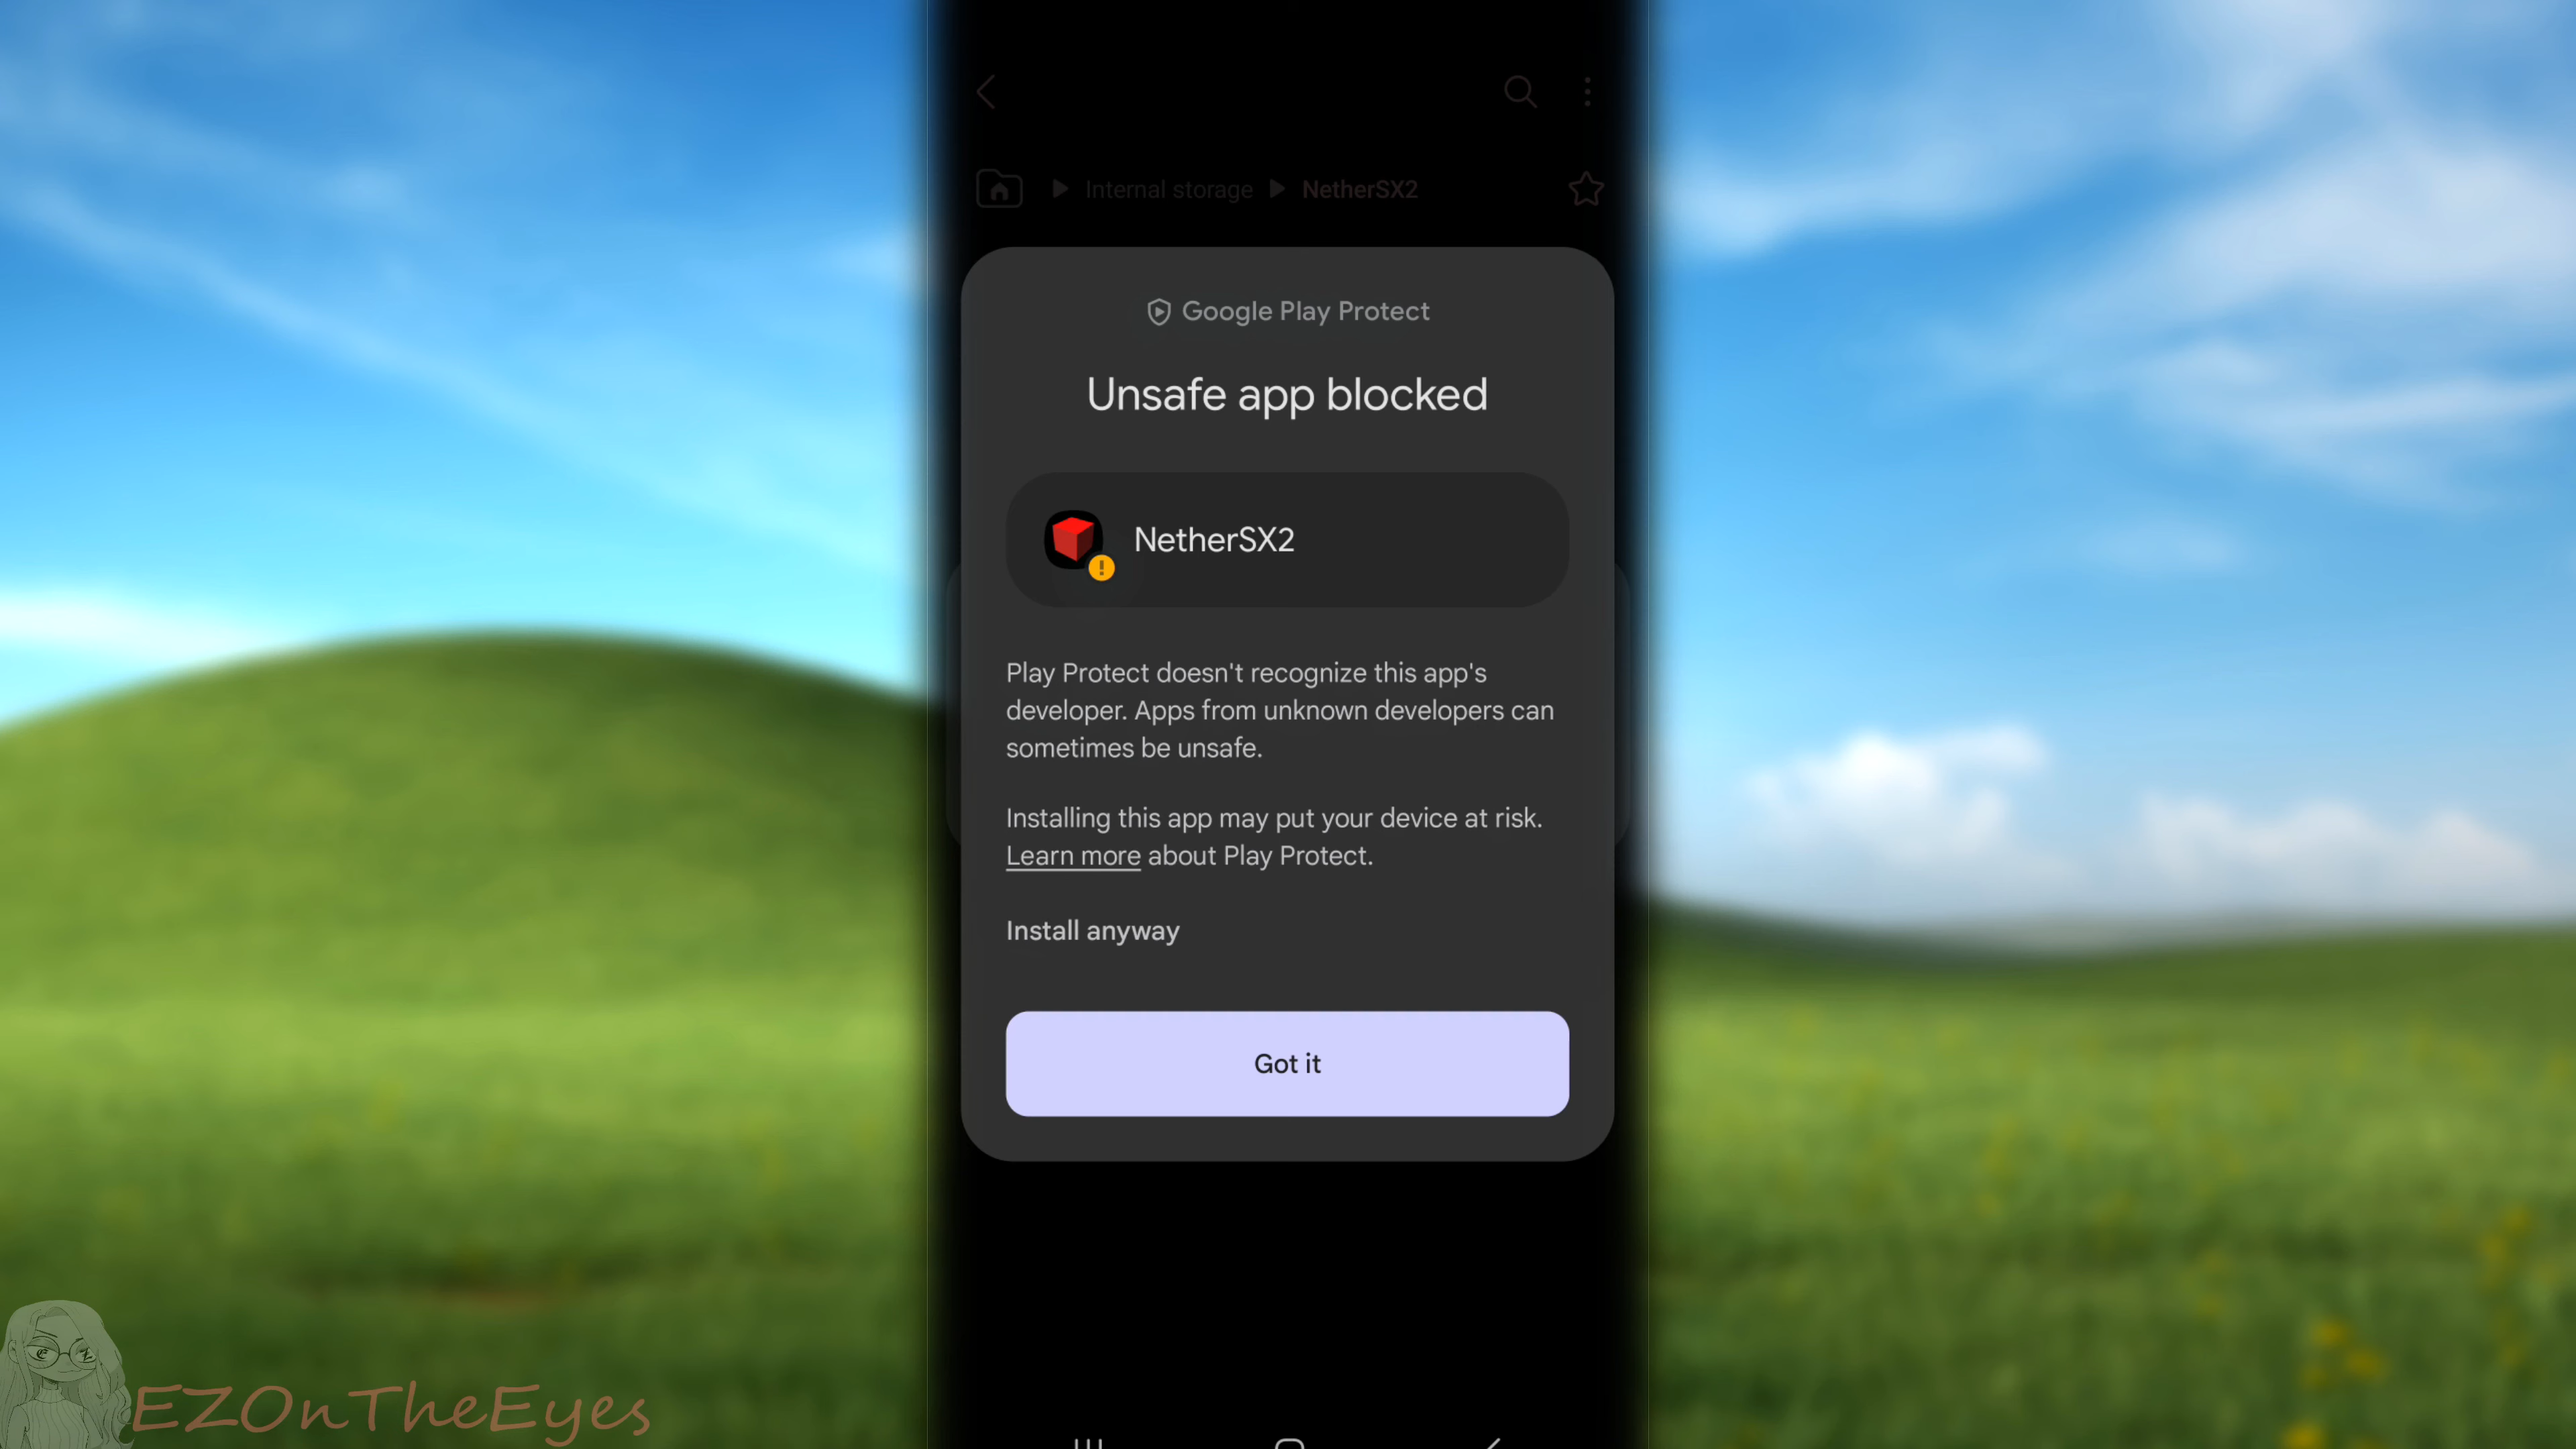 Internal storage NetherSX2
Google Play Protect
Unsafe app blocked
NetherSX2
Play Protect doesn't recognize this app's
developer. Apps from unknown developers can
sometimes be unsafe.
Installing this app may put your device at risk.
Learn more about Play Protect.
Install anyway
Got it
EZOnTheEyes